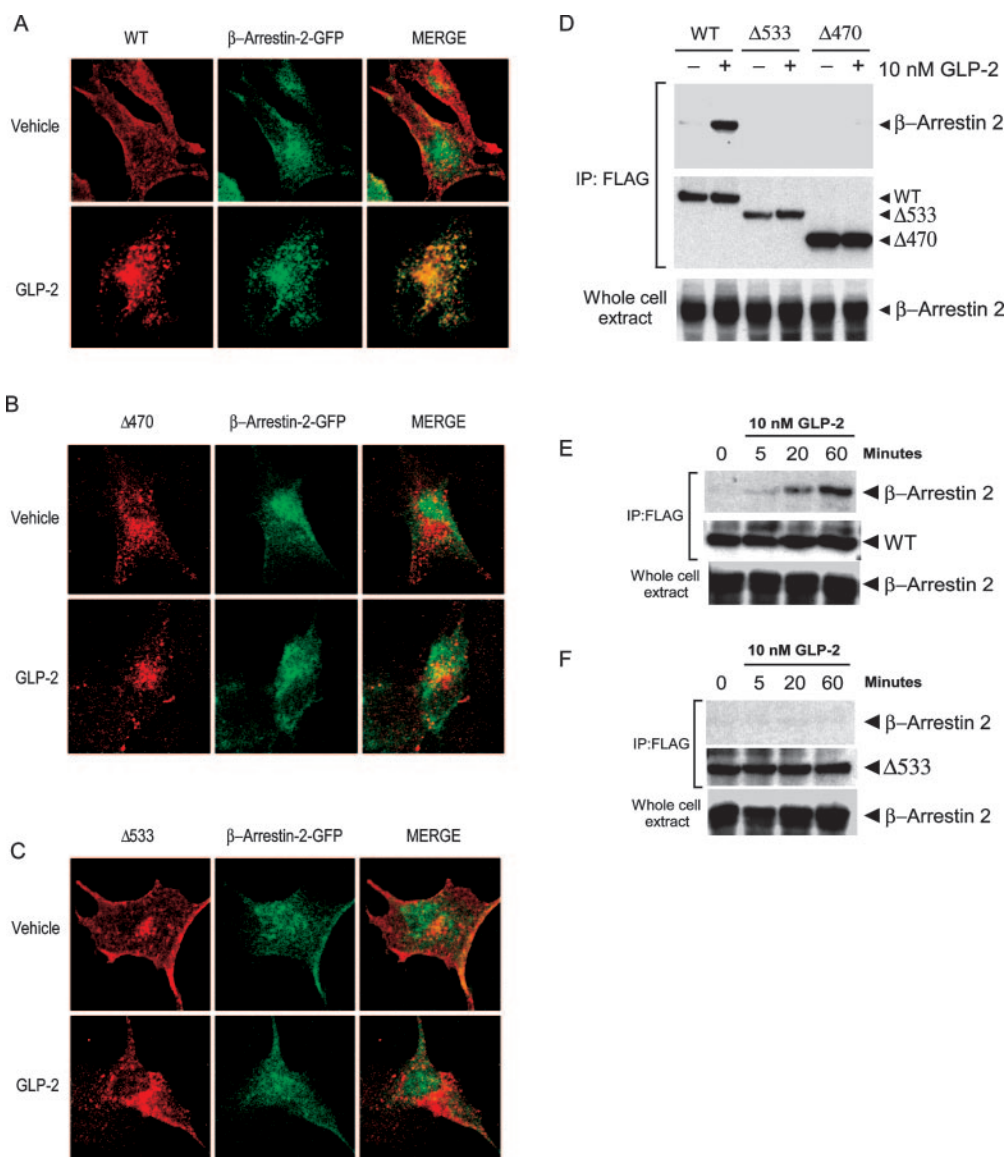 A
WT β–Arrestin-2-GFP MERGE
Vehicle
GLP-2
B
Δ470 β–Arrestin-2-GFP MERGE
Vehicle
GLP-2
C
Δ533 β–Arrestin-2-GFP MERGE
Vehicle
GLP-2
D
WT Δ533 Δ470
– + – + – + 10 nM GLP-2
IP: FLAG
β–Arrestin 2
WT
Δ533
Δ470
Whole cell
extract
β–Arrestin 2
E
10 nM GLP-2
0 5 20 60 Minutes
IP:FLAG
β–Arrestin 2
WT
Whole cell
extract
β–Arrestin 2
F
10 nM GLP-2
0 5 20 60 Minutes
IP:FLAG
β–Arrestin 2
Δ533
Whole cell
extract
β–Arrestin 2